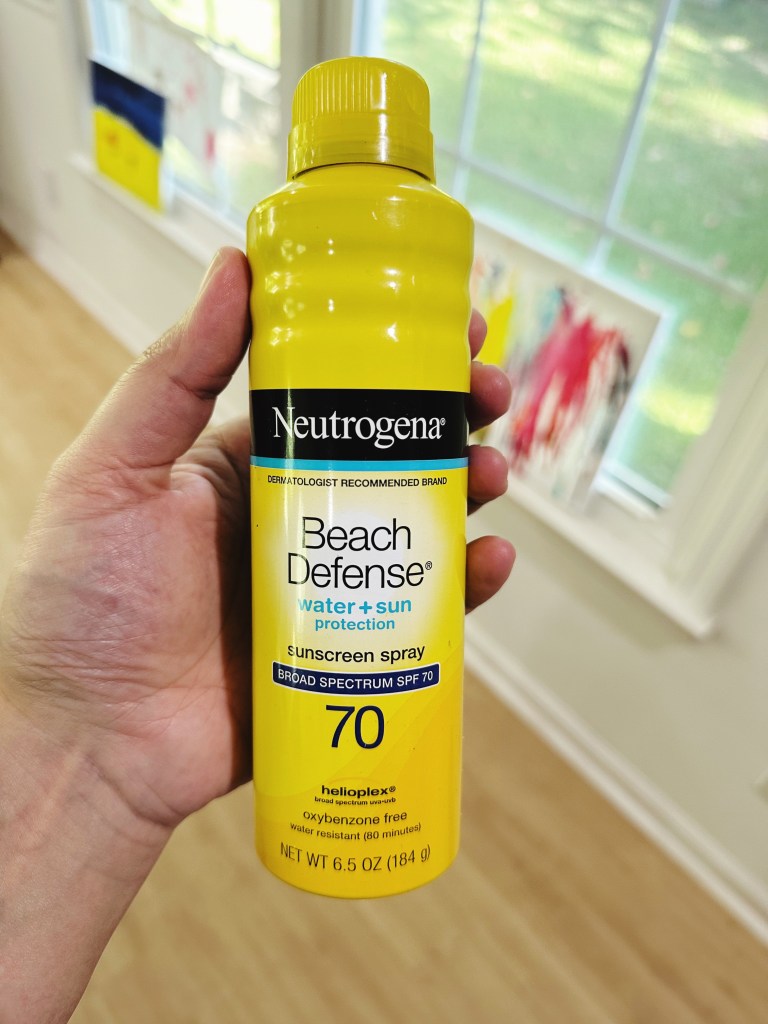 Neutrogena®
DERMATOLOGIST RECOMMENDED BRAND
Beach
Defense®
water + sun
protection
sunscreen spray
BROAD SPECTRUM SPF 70
70
helioplex®
broad spectrum uva•uvb
oxybenzone free
water resistant (80 minutes)
NET WT 6.5 OZ (184 g)